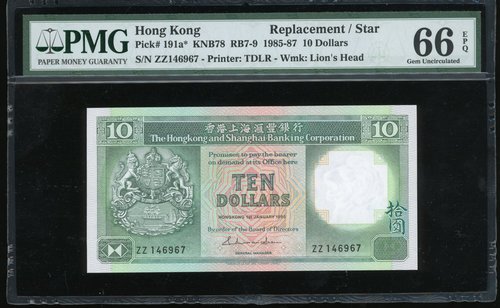 PMG
PAPER MONEY GUARANTY
Hong Kong Replacement / Star
Pick# 191a* KNB78 RB7-9 1985-87 10 Dollars
S/N ZZ146967 - Printer: TDLR - Wmk: Lion's Head
66 EPQ
Gem Uncirculated
10 香港上海滙豐銀行 10
The Hongkong and Shanghai Banking Corporation
Promises to pay the bearer
on demand at its Office here
TEN
DOLLARS
拾圓
By order of the Board of Directors
GENERAL MANAGER
ZZ 146967 ZZ 146967